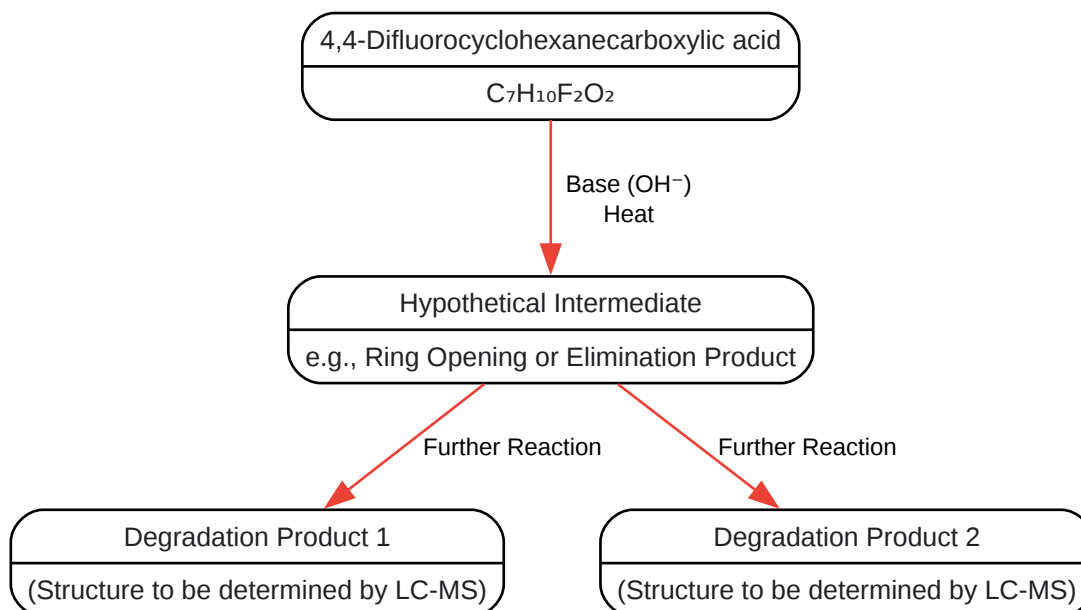 4,4-Difluorocyclohexanecarboxylic acid
C₇H₁₀F₂O₂
Base (OH⁻)
Heat
Hypothetical Intermediate
e.g., Ring Opening or Elimination Product
Further Reaction
Further Reaction
Degradation Product 1
Degradation Product 2
(Structure to be determined by LC-MS)
(Structure to be determined by LC-MS)